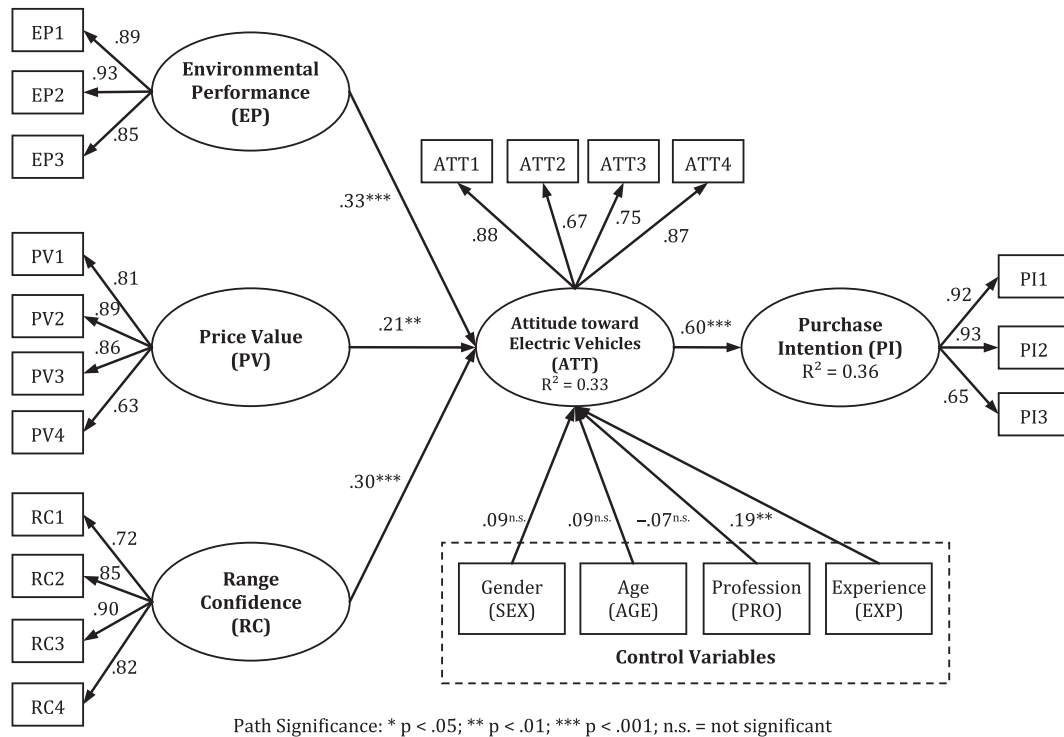 EP1
.89
EP2
.93
EP3
.85
Environmental
Performance
(EP)
.33***
PV1
.81
PV2
.89
PV3
.86
PV4
.63
Price Value
(PV)
.21**
RC1
.72
RC2
.85
RC3
.90
RC4
.82
Range
Confidence
(RC)
.30***
ATT1
ATT2
ATT3
ATT4
.88
.67
.75
.87
Attitude toward
Electric Vehicles
(ATT)
R² = 0.33
.60***
Purchase
Intention (PI)
R² = 0.36
.92
PI1
.93
PI2
.65
PI3
.09ⁿ·ˢ·
.09ⁿ·ˢ·
−.07ⁿ·ˢ·
.19**
Gender
(SEX)
Age
(AGE)
Profession
(PRO)
Experience
(EXP)
Control Variables
Path Significance: * p < .05; ** p < .01; *** p < .001; n.s. = not significant